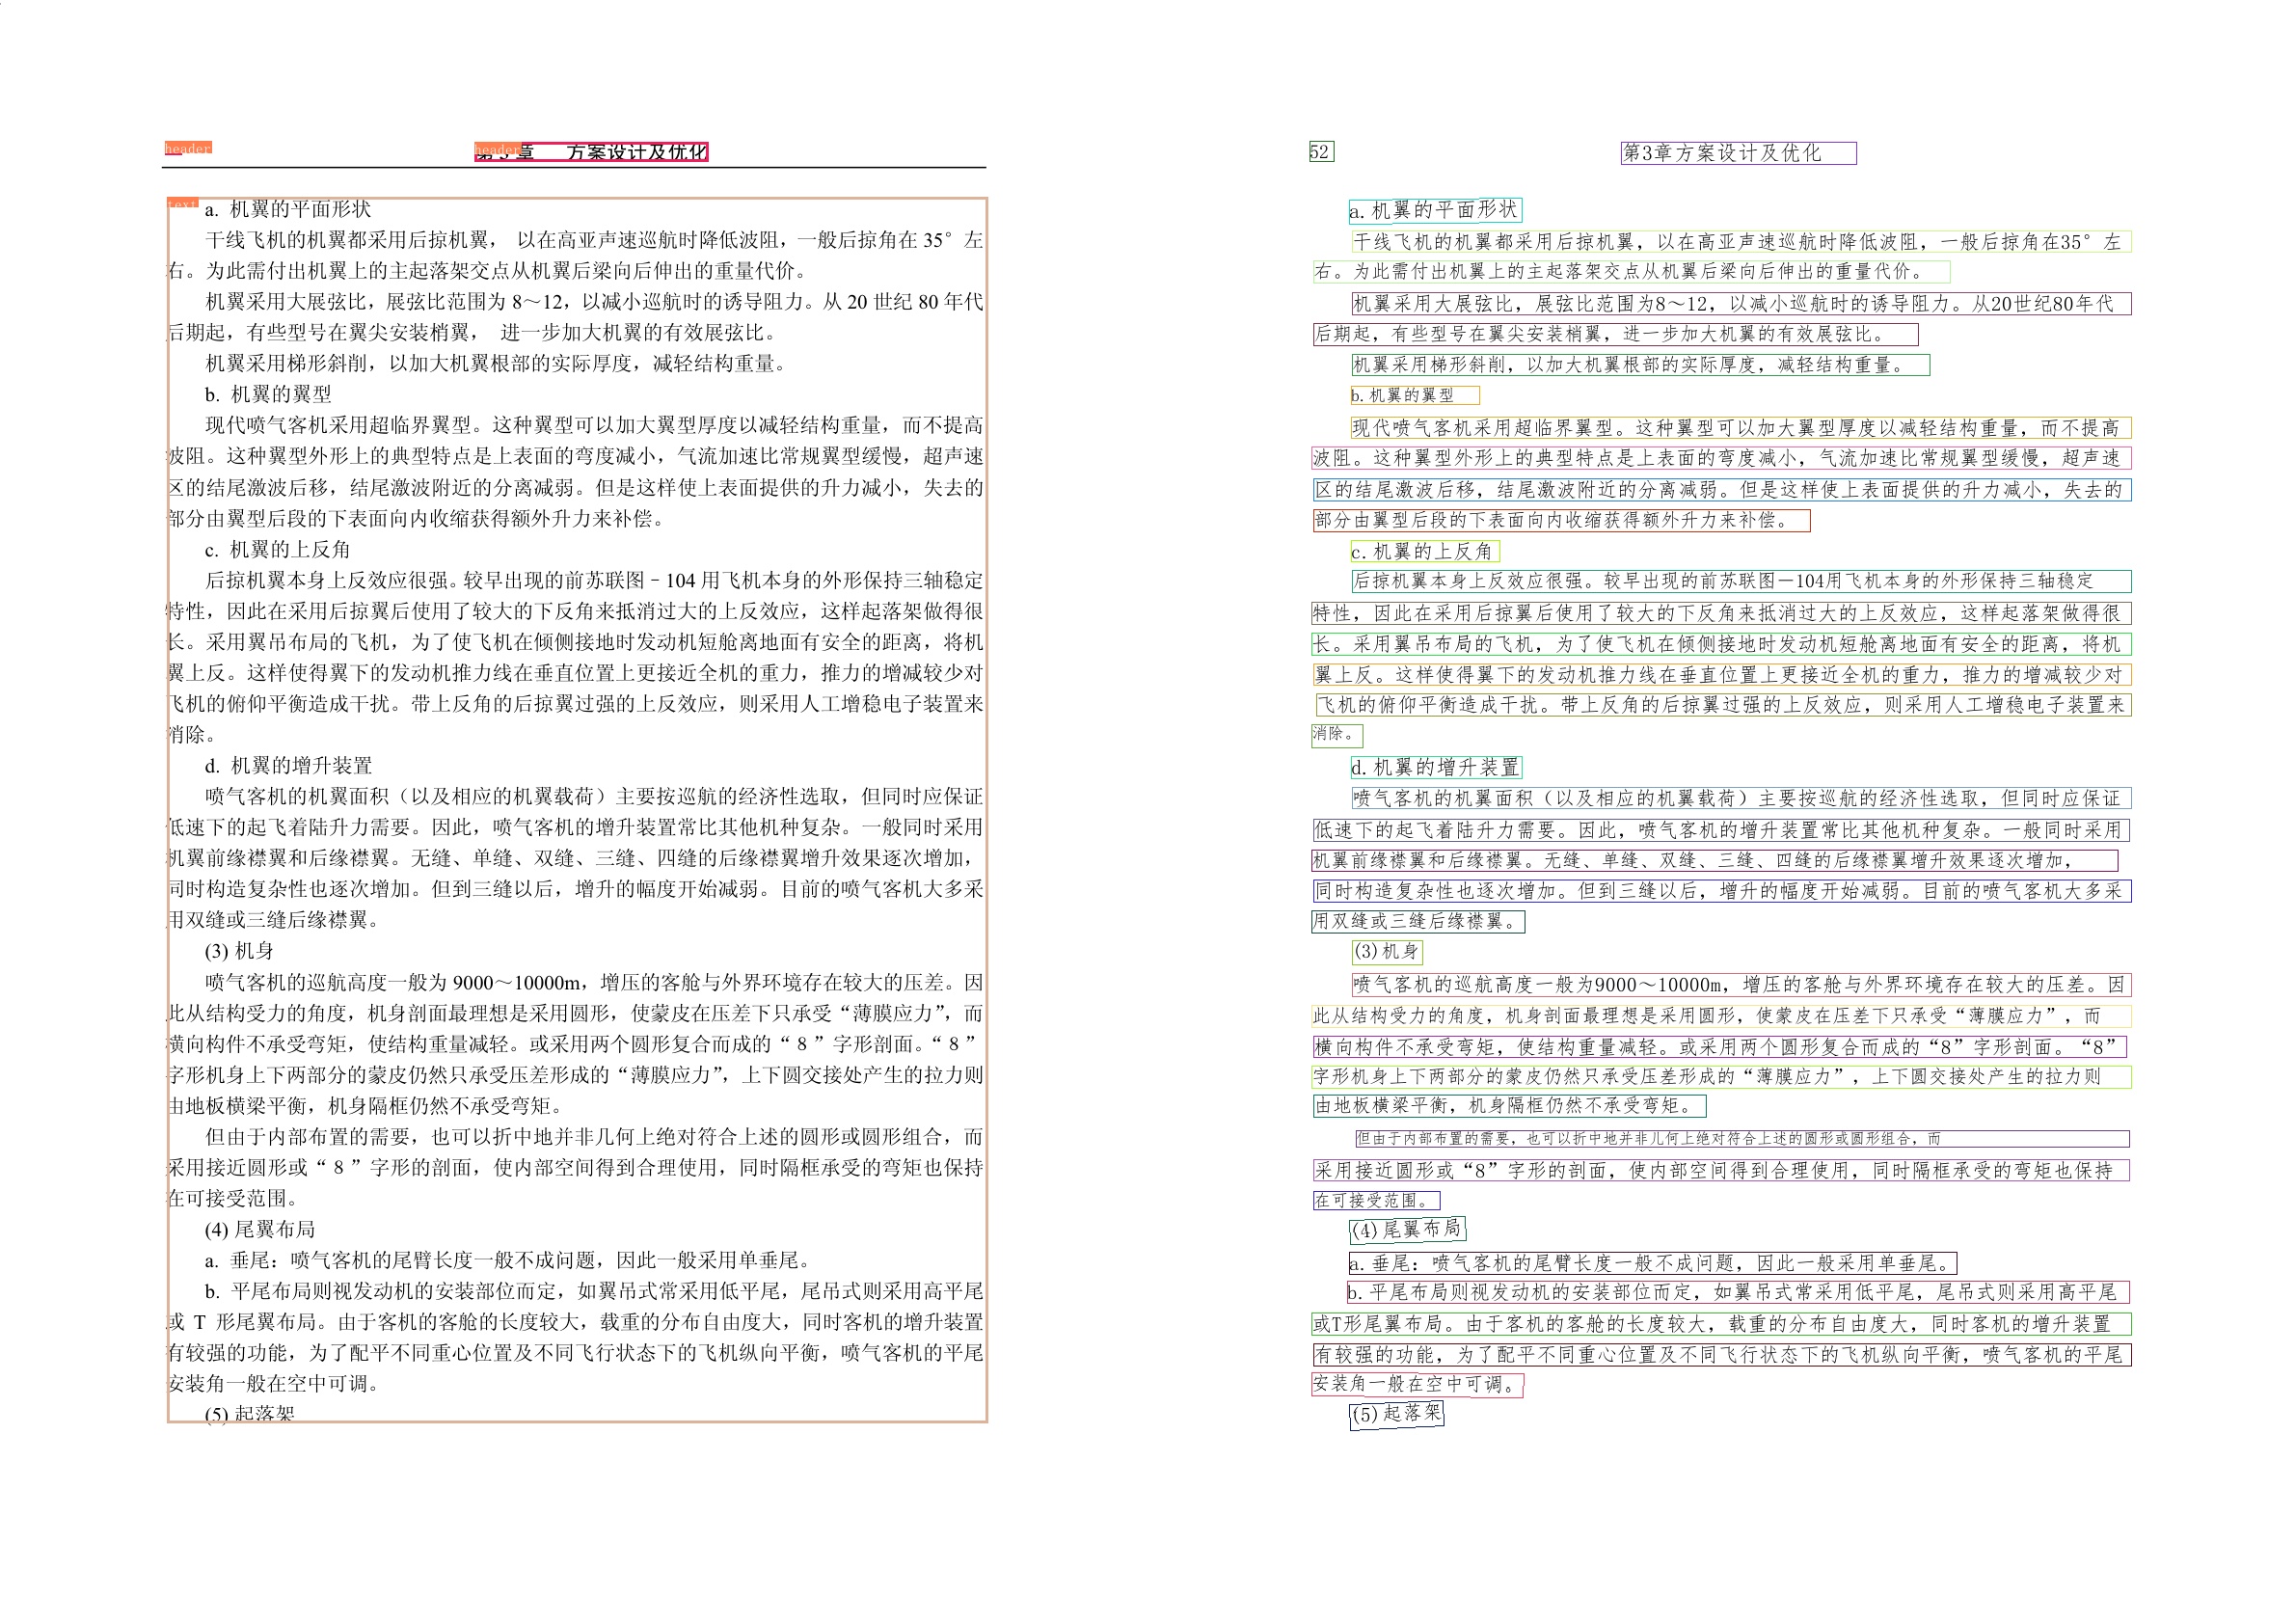 header
header 第 3 章 方案设计及优化
text
a. 机翼的平面形状
干线飞机的机翼都采用后掠机翼， 以在高亚声速巡航时降低波阻，一般后掠角在 35°左
右。为此需付出机翼上的主起落架交点从机翼后梁向后伸出的重量代价。
机翼采用大展弦比，展弦比范围为 8～12，以减小巡航时的诱导阻力。从 20 世纪 80 年代
后期起，有些型号在翼尖安装梢翼， 进一步加大机翼的有效展弦比。
机翼采用梯形斜削，以加大机翼根部的实际厚度，减轻结构重量。
b. 机翼的翼型
现代喷气客机采用超临界翼型。这种翼型可以加大翼型厚度以减轻结构重量，而不提高
波阻。这种翼型外形上的典型特点是上表面的弯度减小，气流加速比常规翼型缓慢，超声速
区的结尾激波后移，结尾激波附近的分离减弱。但是这样使上表面提供的升力减小，失去的
部分由翼型后段的下表面向内收缩获得额外升力来补偿。
c. 机翼的上反角
后掠机翼本身上反效应很强。较早出现的前苏联图－104 用飞机本身的外形保持三轴稳定
特性，因此在采用后掠翼后使用了较大的下反角来抵消过大的上反效应，这样起落架做得很
长。采用翼吊布局的飞机，为了使飞机在倾侧接地时发动机短舱离地面有安全的距离，将机
翼上反。这样使得翼下的发动机推力线在垂直位置上更接近全机的重力，推力的增减较少对
飞机的俯仰平衡造成干扰。带上反角的后掠翼过强的上反效应，则采用人工增稳电子装置来
消除。
d. 机翼的增升装置
喷气客机的机翼面积（以及相应的机翼载荷）主要按巡航的经济性选取，但同时应保证
低速下的起飞着陆升力需要。因此，喷气客机的增升装置常比其他机种复杂。一般同时采用
机翼前缘襟翼和后缘襟翼。无缝、单缝、双缝、三缝、四缝的后缘襟翼增升效果逐次增加，
同时构造复杂性也逐次增加。但到三缝以后，增升的幅度开始减弱。目前的喷气客机大多采
用双缝或三缝后缘襟翼。
(3) 机身
喷气客机的巡航高度一般为 9000～10000m，增压的客舱与外界环境存在较大的压差。因
此从结构受力的角度，机身剖面最理想是采用圆形，使蒙皮在压差下只承受“薄膜应力”，而
横向构件不承受弯矩，使结构重量减轻。或采用两个圆形复合而成的“８”字形剖面。“８”
字形机身上下两部分的蒙皮仍然只承受压差形成的“薄膜应力”，上下圆交接处产生的拉力则
由地板横梁平衡，机身隔框仍然不承受弯矩。
但由于内部布置的需要，也可以折中地并非几何上绝对符合上述的圆形或圆形组合，而
采用接近圆形或“８”字形的剖面，使内部空间得到合理使用，同时隔框承受的弯矩也保持
在可接受范围。
(4) 尾翼布局
a. 垂尾：喷气客机的尾臂长度一般不成问题，因此一般采用单垂尾。
b. 平尾布局则视发动机的安装部位而定，如翼吊式常采用低平尾，尾吊式则采用高平尾
或 T 形尾翼布局。由于客机的客舱的长度较大，载重的分布自由度大，同时客机的增升装置
有较强的功能，为了配平不同重心位置及不同飞行状态下的飞机纵向平衡，喷气客机的平尾
安装角一般在空中可调。
(5) 起落架
52
第3章方案设计及优化
a.机翼的平面形状
干线飞机的机翼都采用后掠机翼，以在高亚声速巡航时降低波阻，一般后掠角在35°左
右。为此需付出机翼上的主起落架交点从机翼后梁向后伸出的重量代价。
机翼采用大展弦比，展弦比范围为8～12，以减小巡航时的诱导阻力。从20世纪80年代
后期起，有些型号在翼尖安装梢翼，进一步加大机翼的有效展弦比。
机翼采用梯形斜削，以加大机翼根部的实际厚度，减轻结构重量。
b.机翼的翼型
现代喷气客机采用超临界翼型。这种翼型可以加大翼型厚度以减轻结构重量，而不提高
波阻。这种翼型外形上的典型特点是上表面的弯度减小，气流加速比常规翼型缓慢，超声速
区的结尾激波后移，结尾激波附近的分离减弱。但是这样使上表面提供的升力减小，失去的
部分由翼型后段的下表面向内收缩获得额外升力来补偿。
c.机翼的上反角
后掠机翼本身上反效应很强。较早出现的前苏联图－104用飞机本身的外形保持三轴稳定
特性，因此在采用后掠翼后使用了较大的下反角来抵消过大的上反效应，这样起落架做得很
长。采用翼吊布局的飞机，为了使飞机在倾侧接地时发动机短舱离地面有安全的距离，将机
翼上反。这样使得翼下的发动机推力线在垂直位置上更接近全机的重力，推力的增减较少对
飞机的俯仰平衡造成干扰。带上反角的后掠翼过强的上反效应，则采用人工增稳电子装置来
消除。
d.机翼的增升装置
喷气客机的机翼面积（以及相应的机翼载荷）主要按巡航的经济性选取，但同时应保证
低速下的起飞着陆升力需要。因此，喷气客机的增升装置常比其他机种复杂。一般同时采用
机翼前缘襟翼和后缘襟翼。无缝、单缝、双缝、三缝、四缝的后缘襟翼增升效果逐次增加，
同时构造复杂性也逐次增加。但到三缝以后，增升的幅度开始减弱。目前的喷气客机大多采
用双缝或三缝后缘襟翼。
(3)机身
喷气客机的巡航高度一般为9000～10000m，增压的客舱与外界环境存在较大的压差。因
此从结构受力的角度，机身剖面最理想是采用圆形，使蒙皮在压差下只承受“薄膜应力”，而
横向构件不承受弯矩，使结构重量减轻。或采用两个圆形复合而成的“8”字形剖面。“8”
字形机身上下两部分的蒙皮仍然只承受压差形成的“薄膜应力”，上下圆交接处产生的拉力则
由地板横梁平衡，机身隔框仍然不承受弯矩。
但由于内部布置的需要，也可以折中地并非几何上绝对符合上述的圆形或圆形组合，而
采用接近圆形或“8”字形的剖面，使内部空间得到合理使用，同时隔框承受的弯矩也保持
在可接受范围。
(4)尾翼布局
a.垂尾：喷气客机的尾臂长度一般不成问题，因此一般采用单垂尾。
b.平尾布局则视发动机的安装部位而定，如翼吊式常采用低平尾，尾吊式则采用高平尾
或T形尾翼布局。由于客机的客舱的长度较大，载重的分布自由度大，同时客机的增升装置
有较强的功能，为了配平不同重心位置及不同飞行状态下的飞机纵向平衡，喷气客机的平尾
安装角一般在空中可调。
(5)起落架